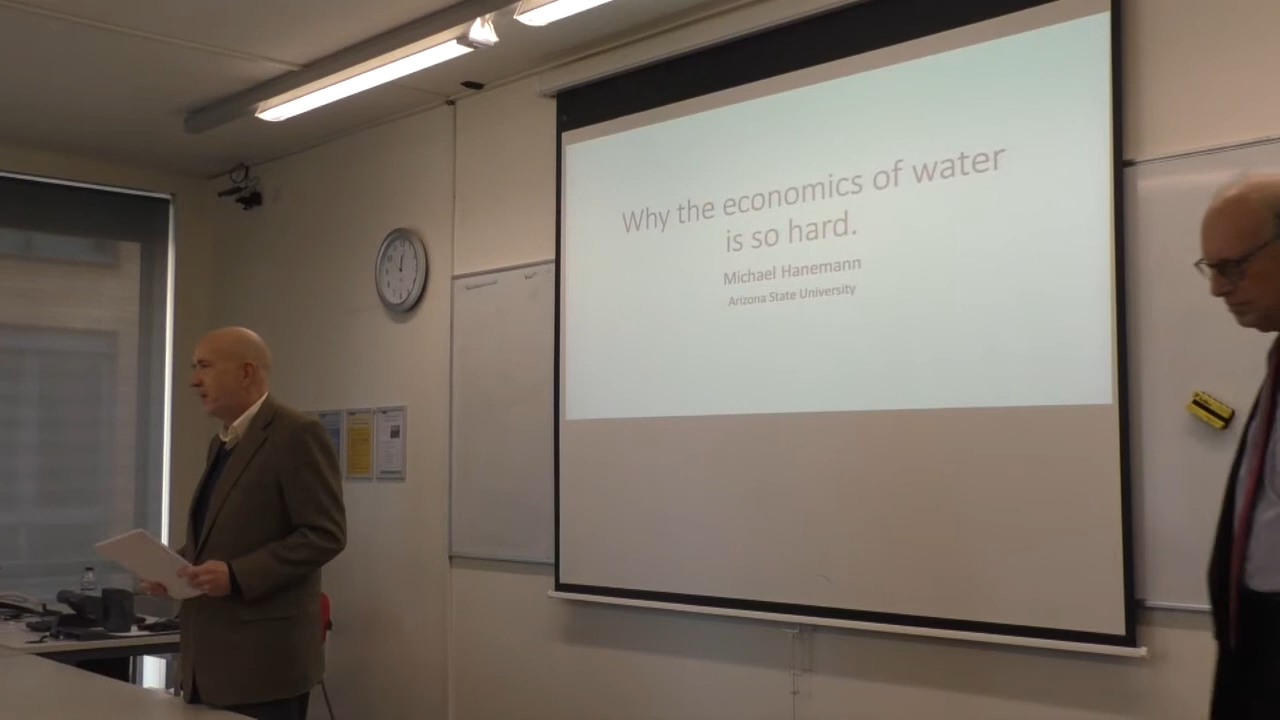 Why the economics of water
is so hard.
Michael Hanemann
Arizona State University